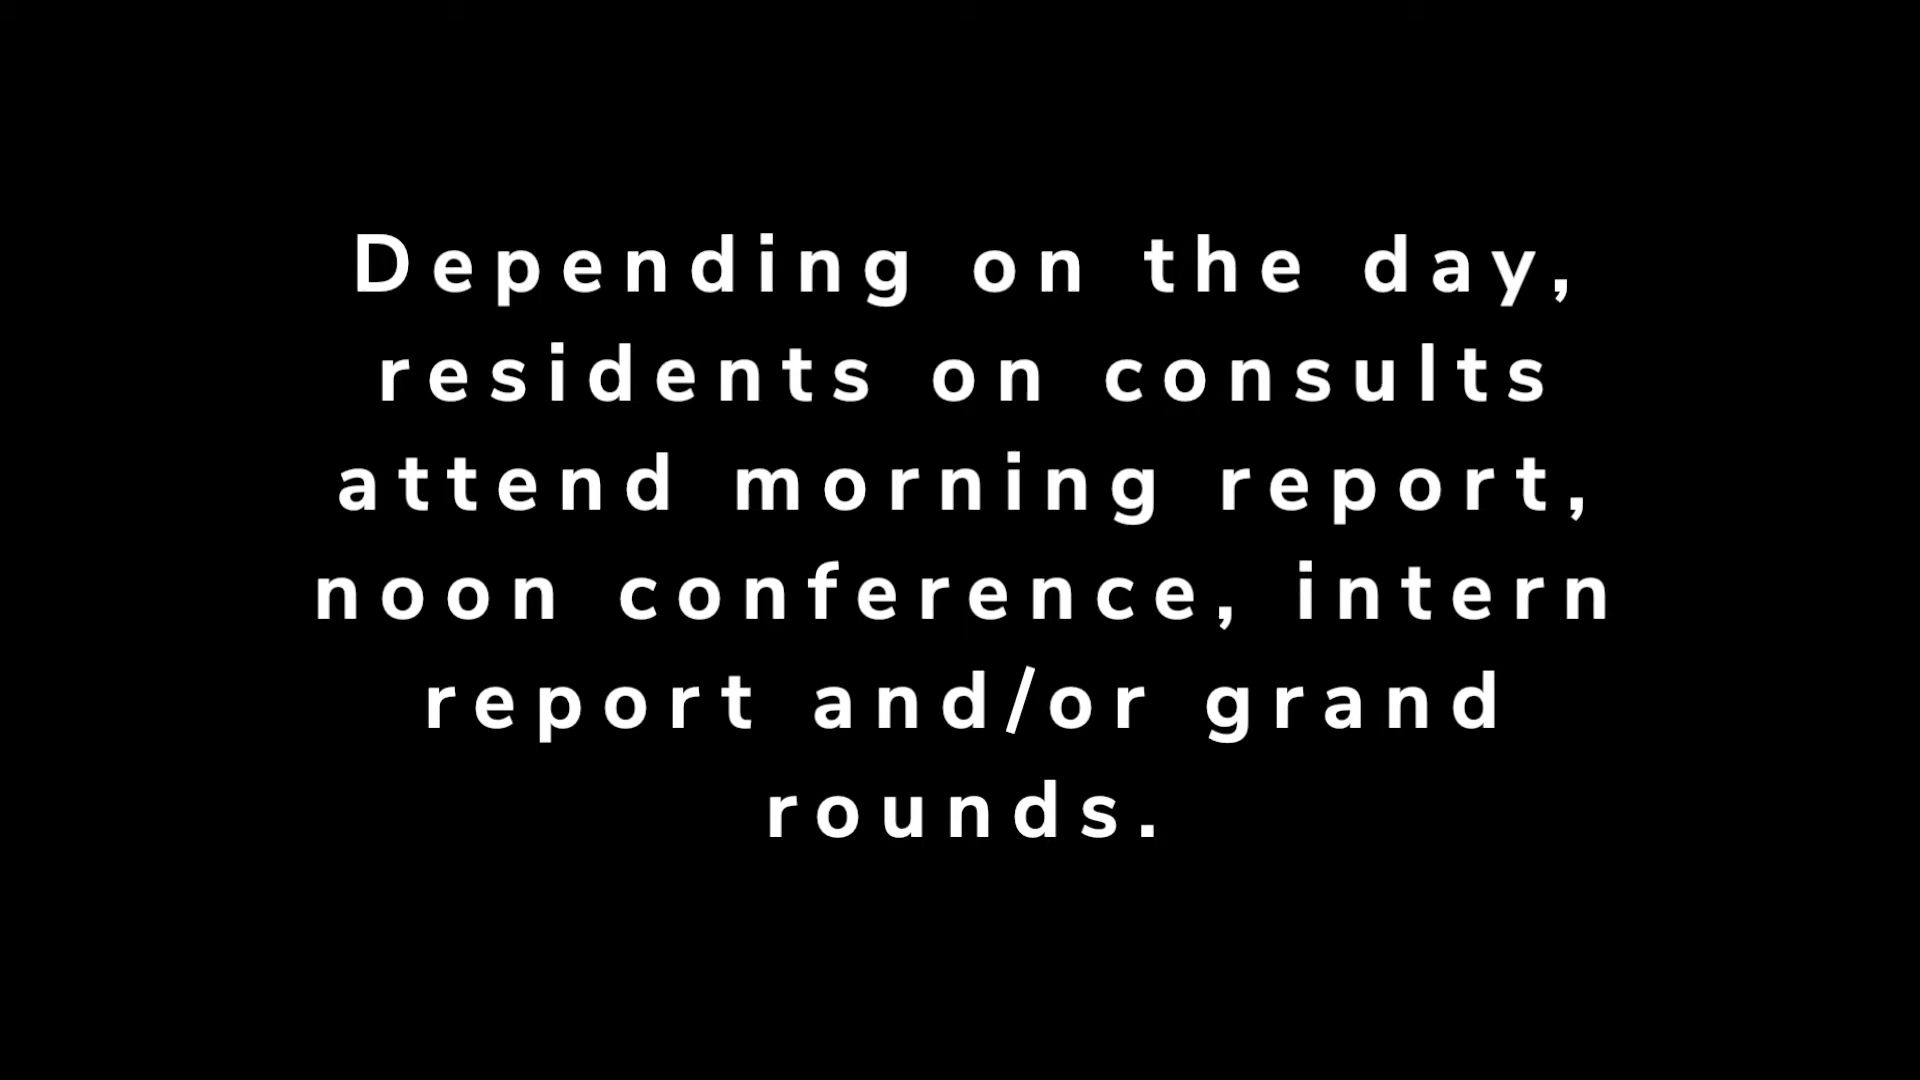 Depending on the day,
residents on consults
attend morning report,
noon conference, intern
report and/or grand
rounds.